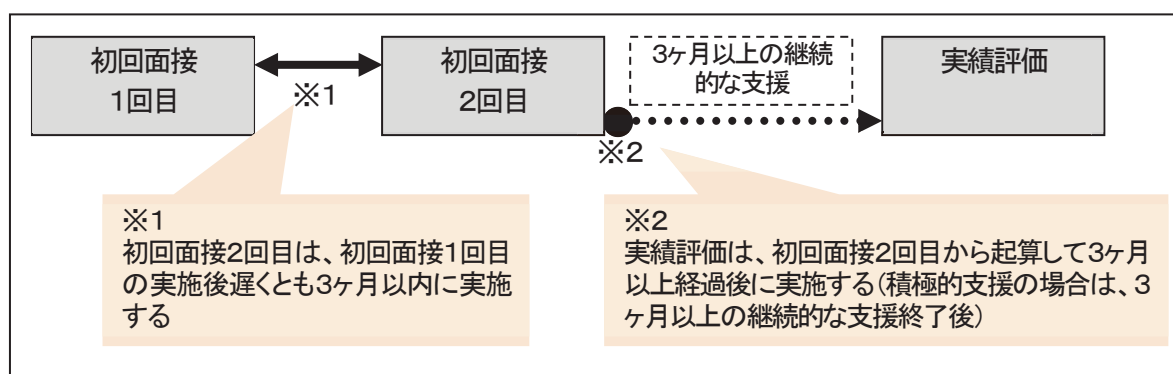 初回面接
1回目
※1
初回面接
2回目
※2
3ヶ月以上の継続
的な支援
実績評価
※1
初回面接2回目は、初回面接1回目
の実施後遅くとも3ヶ月以内に実施
する
※2
実績評価は、初回面接2回目から起算して3ヶ月
以上経過後に実施する(積極的支援の場合は、3
ヶ月以上の継続的な支援終了後)